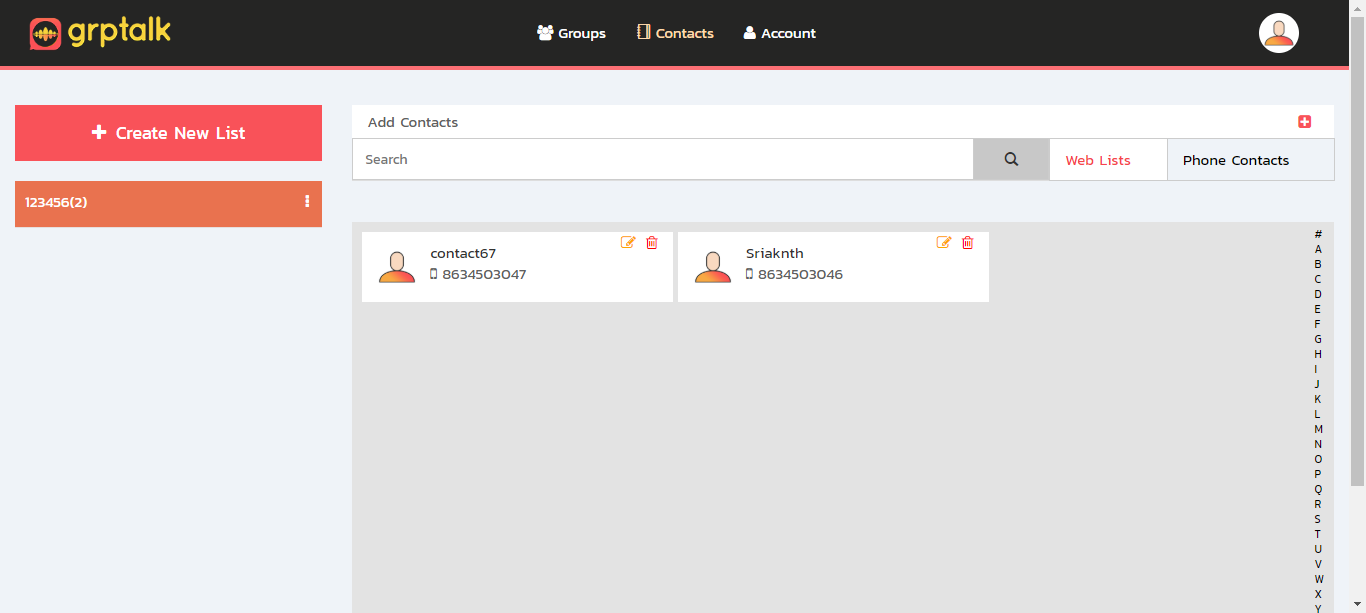 grptalk
Groups Contacts Account
Create New List
123456(2)
Add Contacts
Search
Web Lists
Phone Contacts
contact67
8634503047
Sriaknth
8634503046
#
A
B
C
D
E
F
G
H
I
J
K
L
M
N
O
P
Q
R
S
T
U
V
W
X
Y